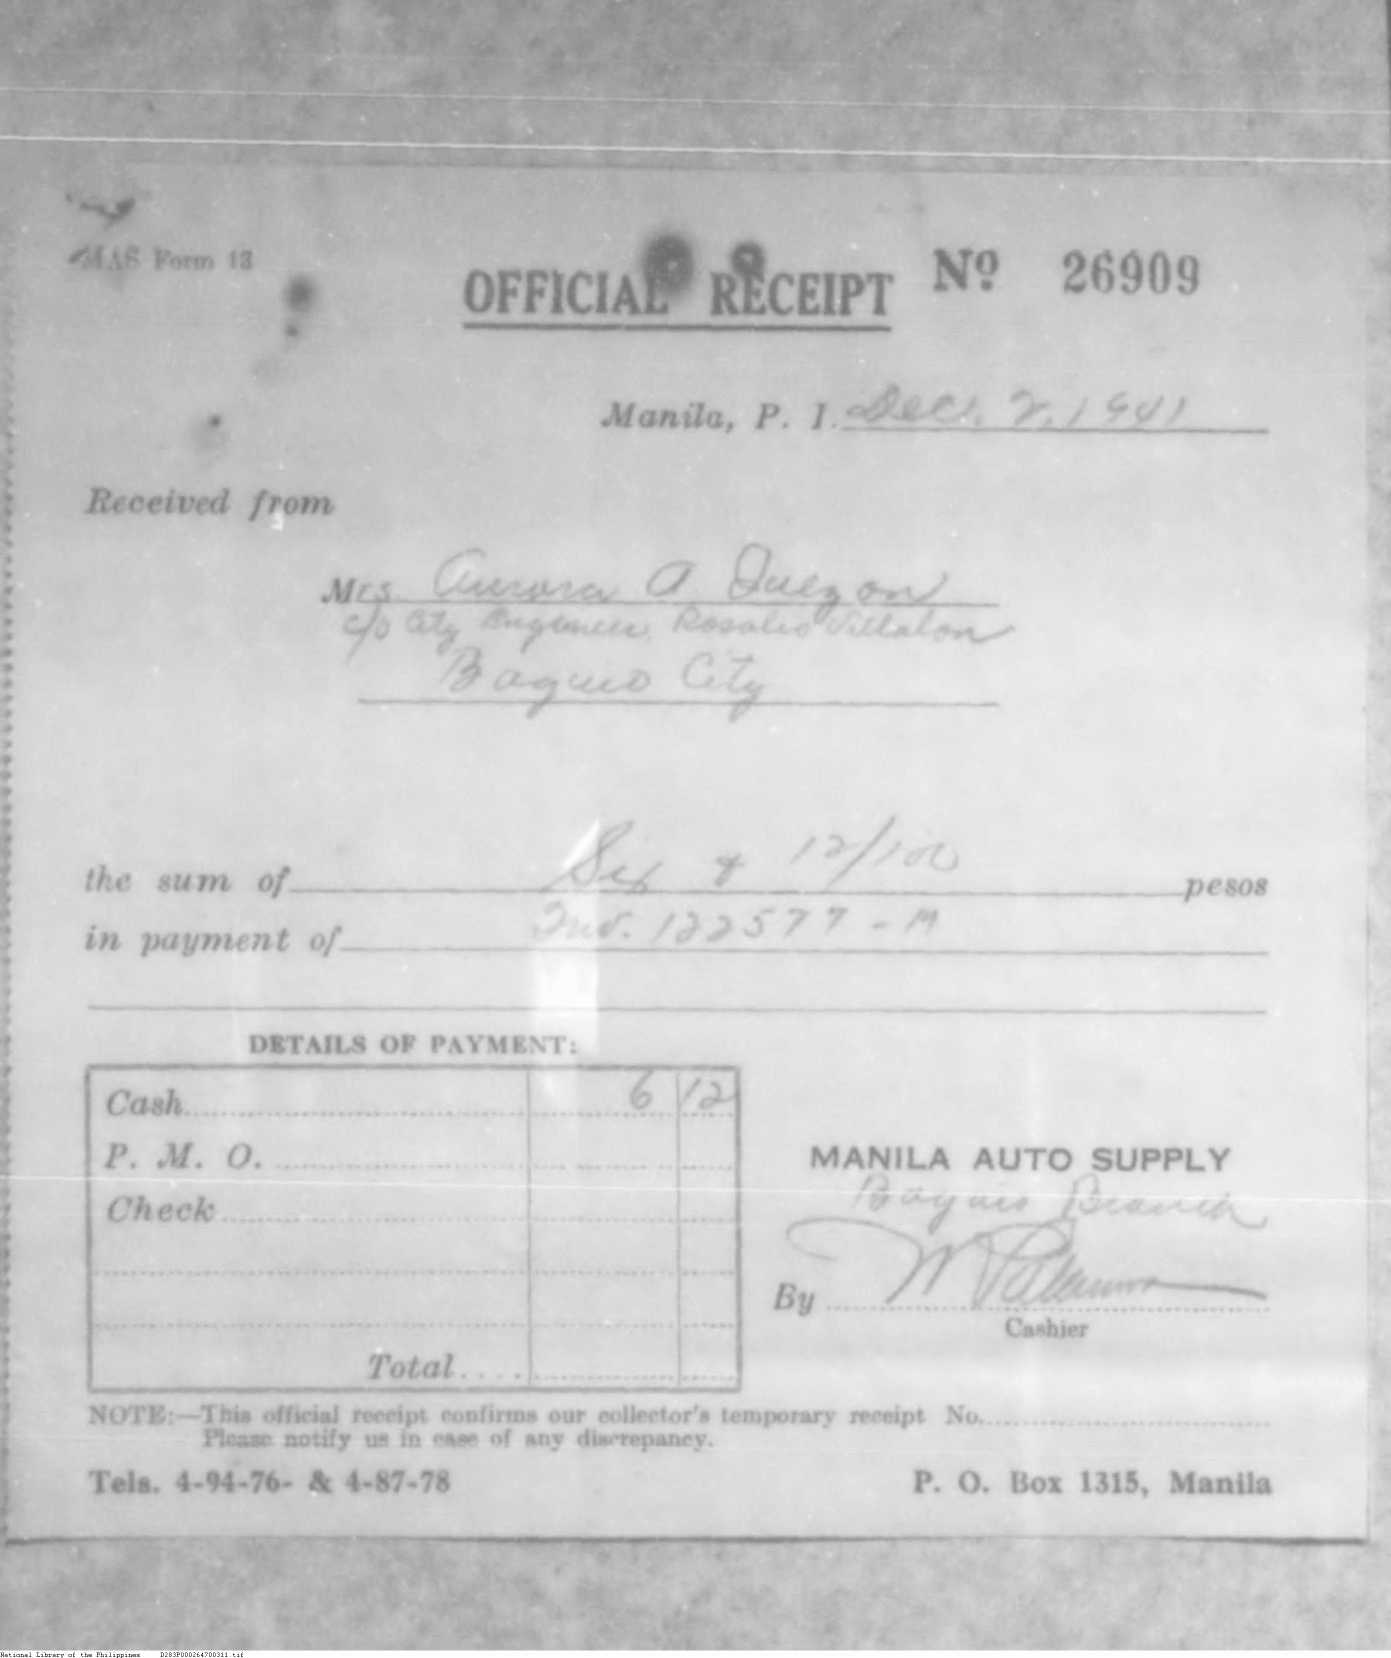 MAS Form 13
OFFICIAL RECEIPT Nº 26909
Manila, P. I. Dec. 2, 1941
Received from
Mrs. Aurora A. Quezon
c/o City Engineer Rosalio Villalon
Baguio City
the sum of Six & 12/100 pesos
in payment of Inv. 122577-M
DETAILS OF PAYMENT:
Cash 6 12
P. M. O.
Check
Total
MANILA AUTO SUPPLY
Baguio Branch
By
Cashier
NOTE:—This official receipt confirms our collector's temporary receipt No.
Please notify us in case of any discrepancy.
Tels. 4-94-76- & 4-87-78 P. O. Box 1315, Manila
National Library of the Philippines D283P000264700311.tif